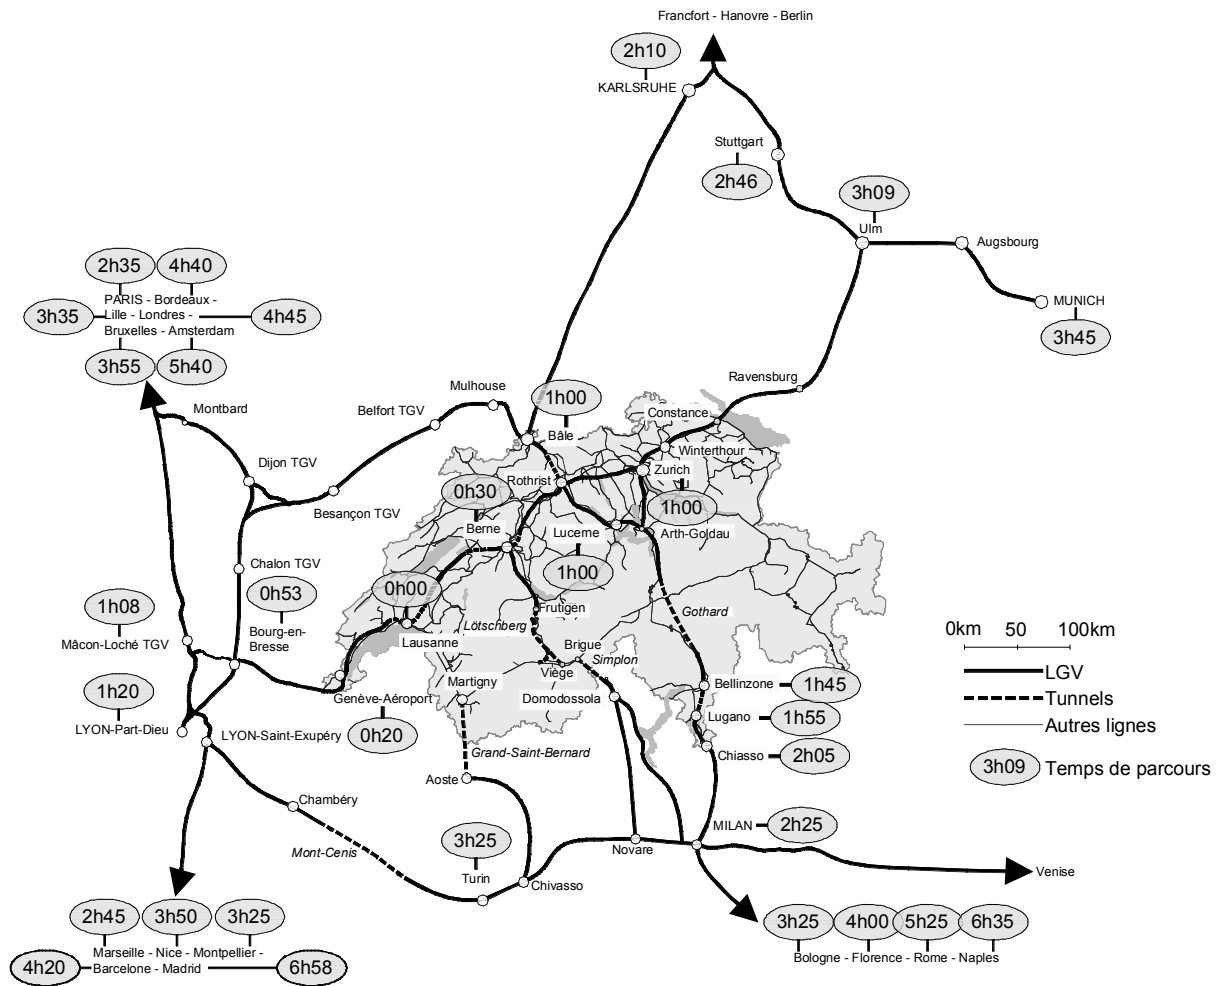 Francfort - Hanovre - Berlin
2h10
KARLSRUHE
Stuttgart
2h46
3h09
Ulm
Augsbourg
MUNICH
3h45
2h35
4h40
PARIS - Bordeaux -
3h35
Lille - Londres -
4h45
Bruxelles - Amsterdam
3h55
5h40
Montbard
Mulhouse
Belfort TGV
1h00
Bâle
Ravensburg
Constance
Winterthour
Zurich
1h00
Dijon TGV
Besançon TGV
Rothrist
0h30
Berne
Lucerne
1h00
Arth-Goldau
Chalon TGV
0h53
Bourg-en-
Bresse
0h00
Lausanne
1h08
Mâcon-Loché TGV
Frutigen
Lötschberg
Gothard
Brigue
Simplon
Viège
Martigny
Domodossola
Genève-Aéroport
0h20
1h20
LYON-Part-Dieu
LYON-Saint-Exupéry
Grand-Saint-Bernard
Aoste
Bellinzone
1h45
Lugano
1h55
Chiasso
2h05
0km
50
100km
LGV
Tunnels
Autres lignes
3h09
Temps de parcours
Chambéry
Mont-Cenis
3h25
Turin
Chivasso
Novare
MILAN
2h25
Venise
2h45
3h50
3h25
Marseille - Nice - Montpellier -
4h20
Barcelone - Madrid
6h58
3h25
4h00
5h25
6h35
Bologne - Florence - Rome - Naples